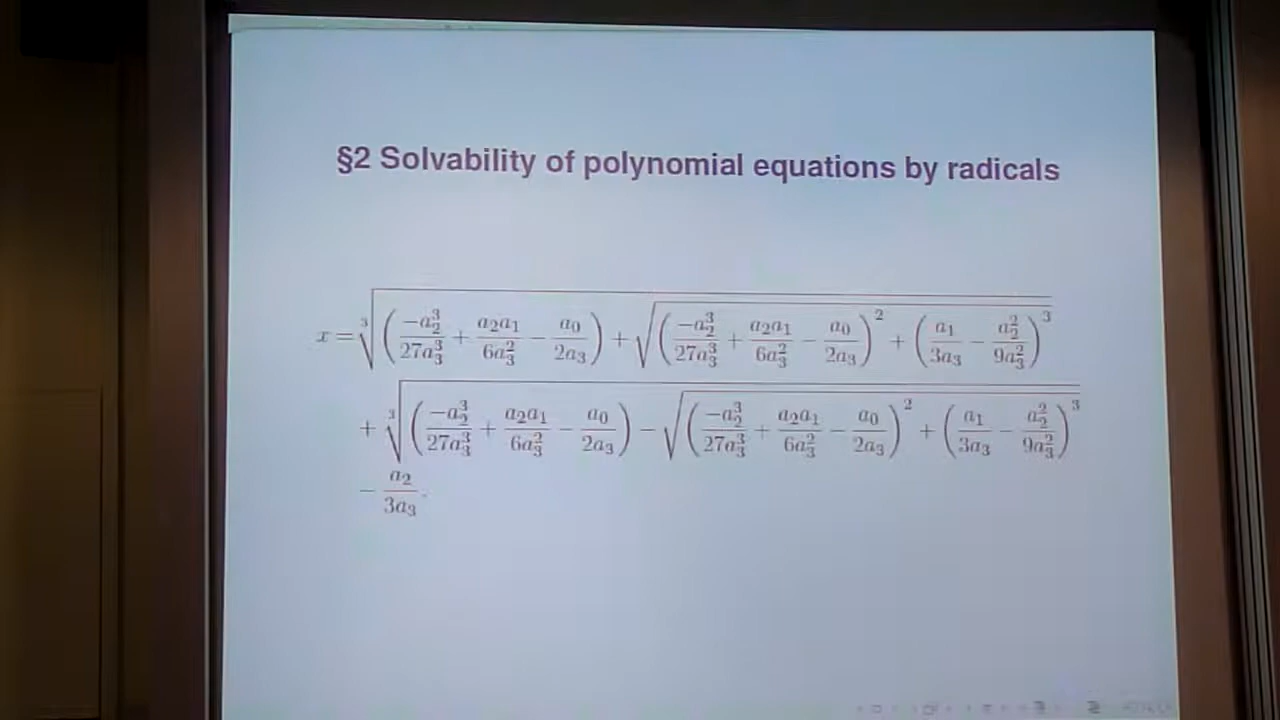 §2 Solvability of polynomial equations by radicals
x = ∛((-a₂³/27a₃³ + a₂a₁/6a₃² − a₀/2a₃) + √((-a₂³/27a₃³ + a₂a₁/6a₃² − a₀/2a₃)² + (a₁/3a₃ − a₂²/9a₃²)³))
+ ∛((-a₂³/27a₃³ + a₂a₁/6a₃² − a₀/2a₃) − √((-a₂³/27a₃³ + a₂a₁/6a₃² − a₀/2a₃)² + (a₁/3a₃ − a₂²/9a₃²)³))
− a₂/3a₃.